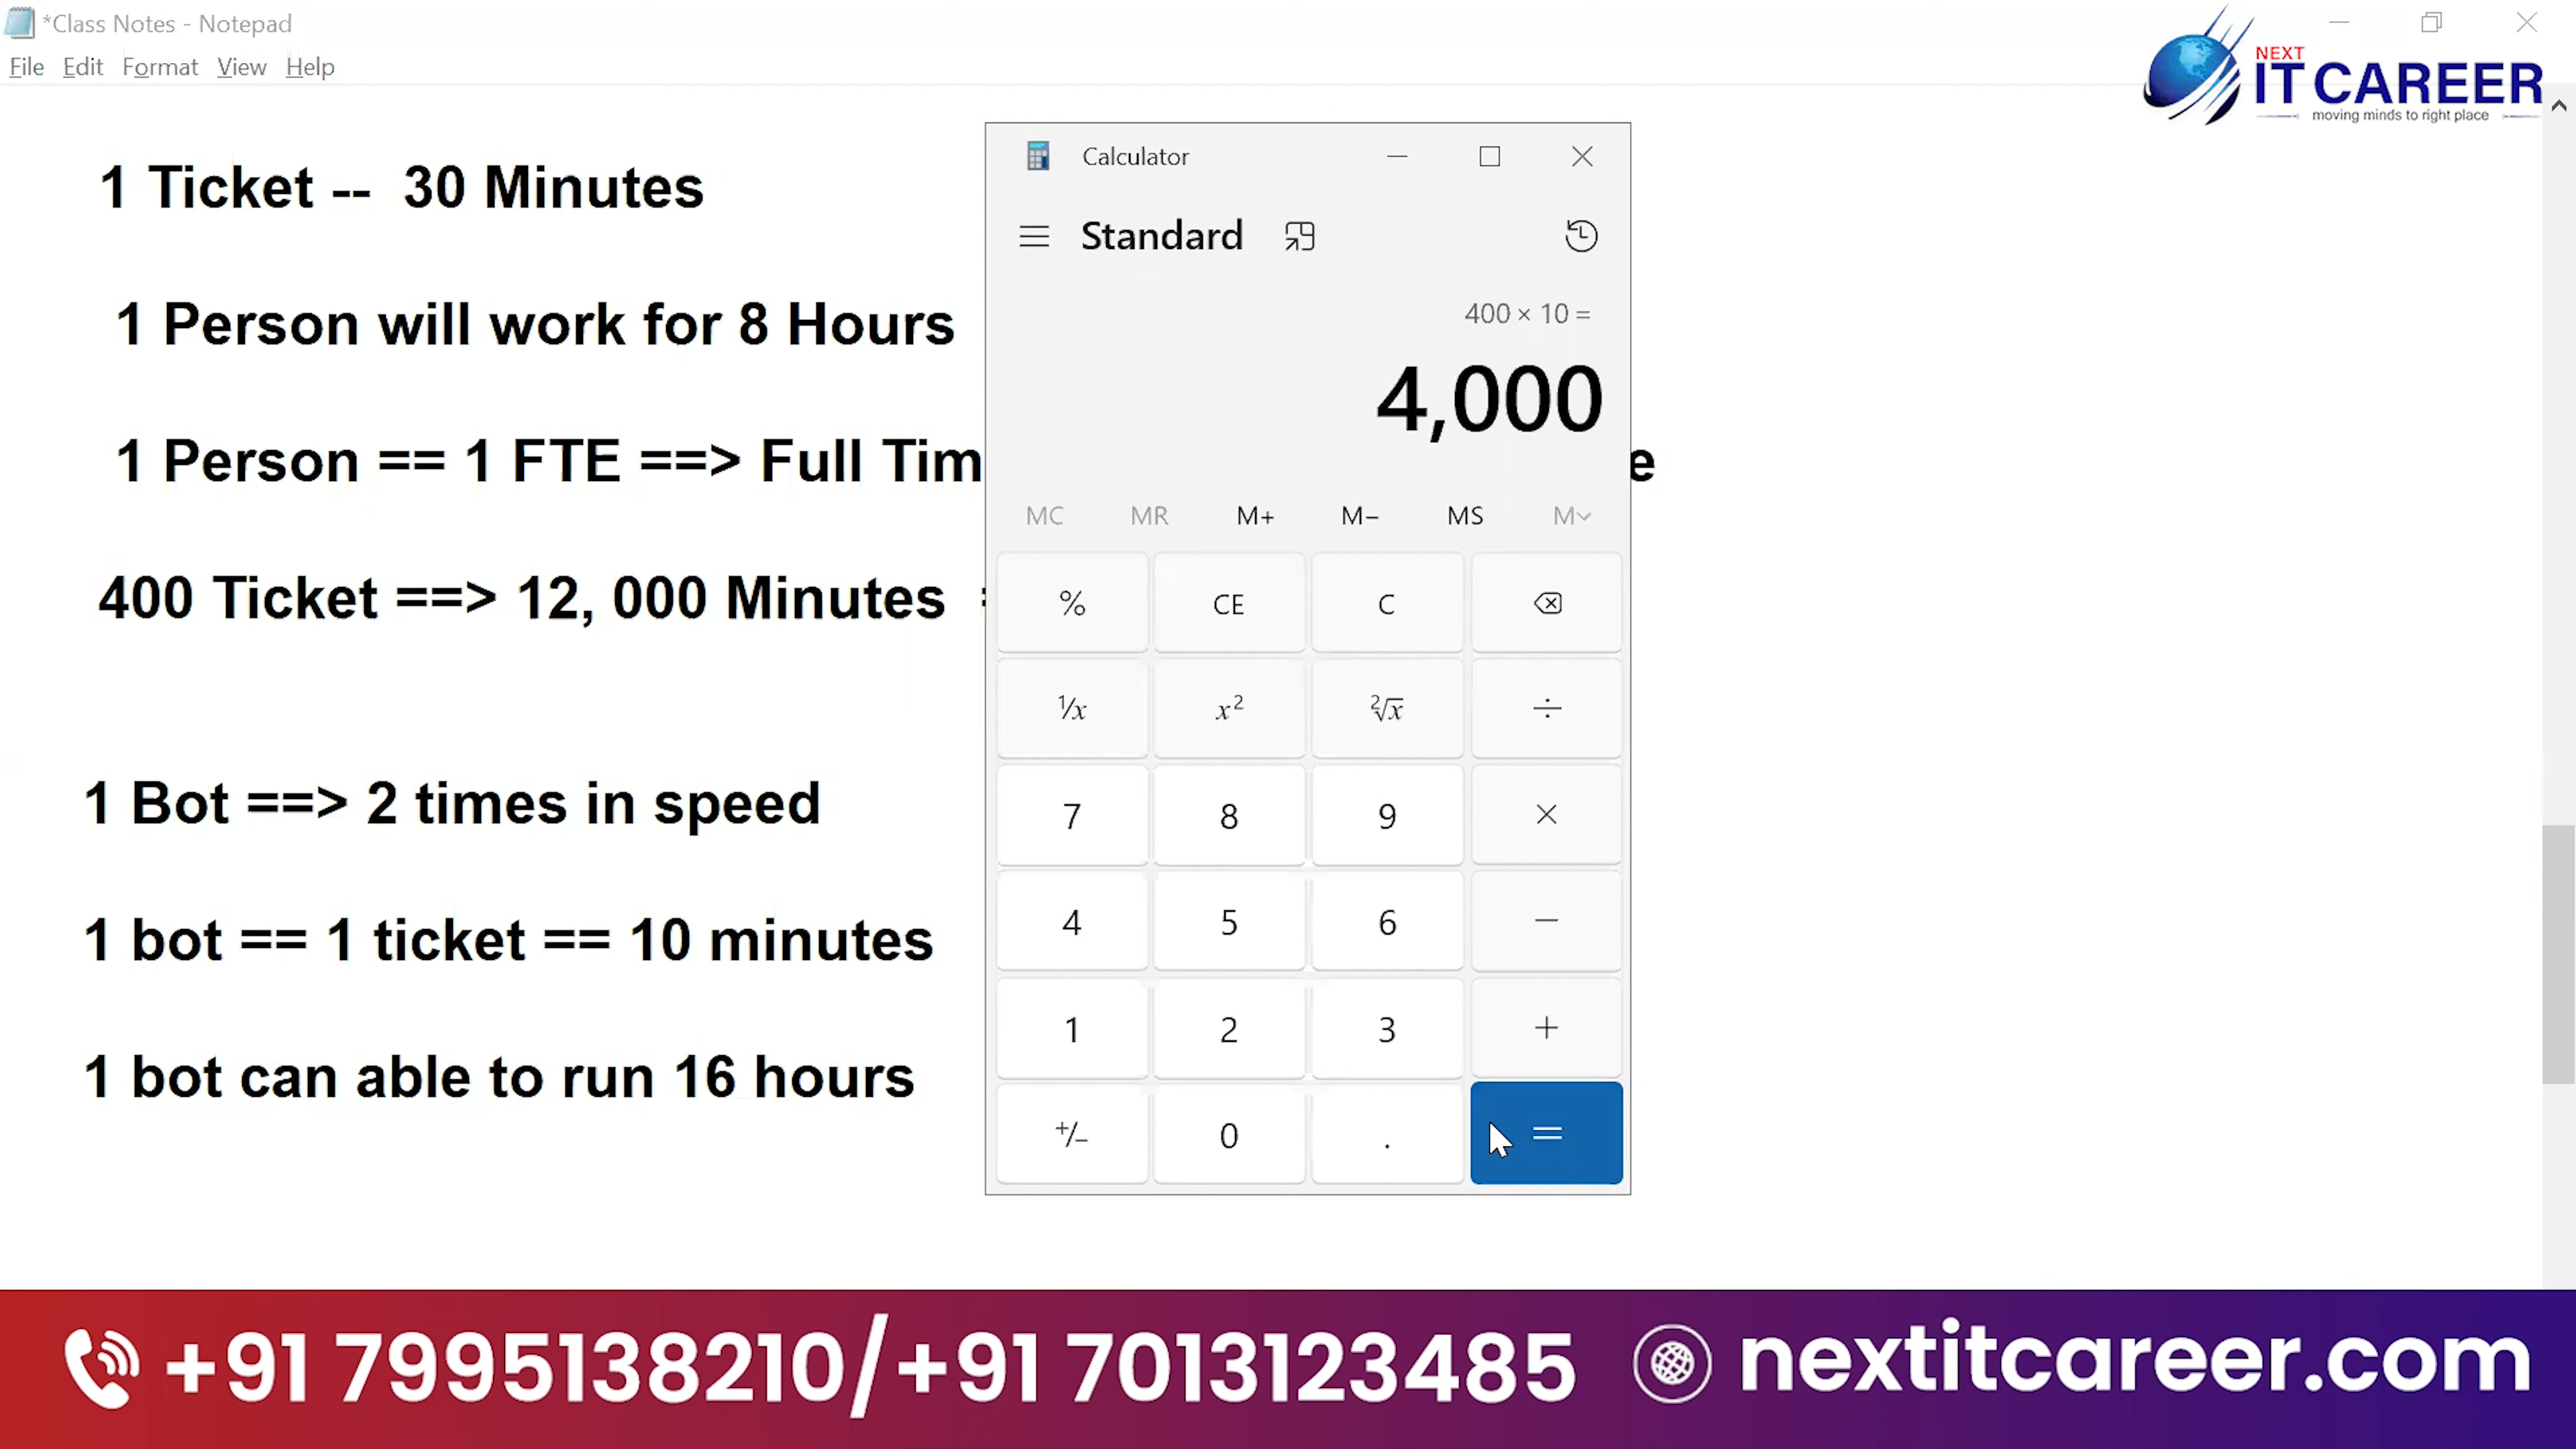 *Class Notes - Notepad
File Edit Format View Help
NEXT
IT CAREER
moving minds to right place
1 Ticket -- 30 Minutes
1 Person will work for 8 Hours
1 Person == 1 FTE ==> Full Tim
e
400 Ticket ==> 12, 000 Minutes =
1 Bot ==> 2 times in speed
1 bot == 1 ticket == 10 minutes
1 bot can able to run 16 hours
Calculator
Standard
400 × 10 =
4,000
MC MR M+ M− MS M
% CE C
¹/x x² ²√x ÷
7 8 9 ×
4 5 6 −
1 2 3 +
+/− 0 . =
+91 7995138210/+91 7013123485 nextitcareer.com